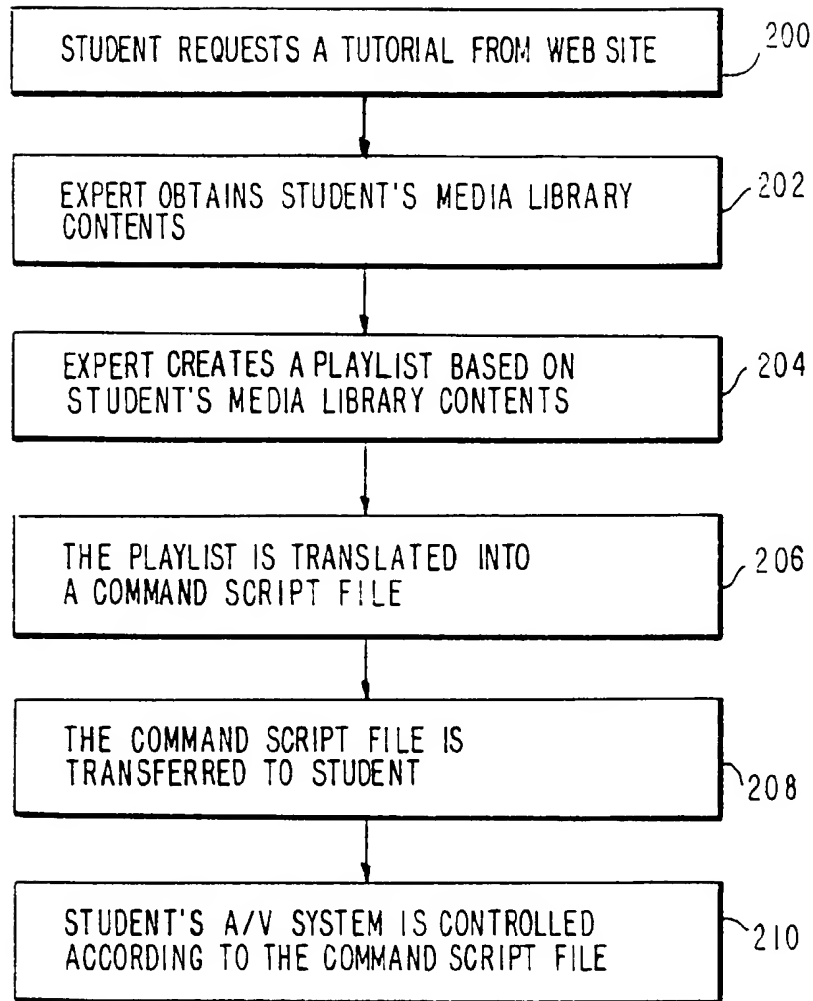 STUDENT REQUESTS A TUTORIAL FROM WEB SITE
200
EXPERT OBTAINS STUDENT'S MEDIA LIBRARY
CONTENTS
202
EXPERT CREATES A PLAYLIST BASED ON
STUDENT'S MEDIA LIBRARY CONTENTS
204
THE PLAYLIST IS TRANSLATED INTO
A COMMAND SCRIPT FILE
206
THE COMMAND SCRIPT FILE IS
TRANSFERRED TO STUDENT
208
STUDENT'S A/V SYSTEM IS CONTROLLED
ACCORDING TO THE COMMAND SCRIPT FILE
210